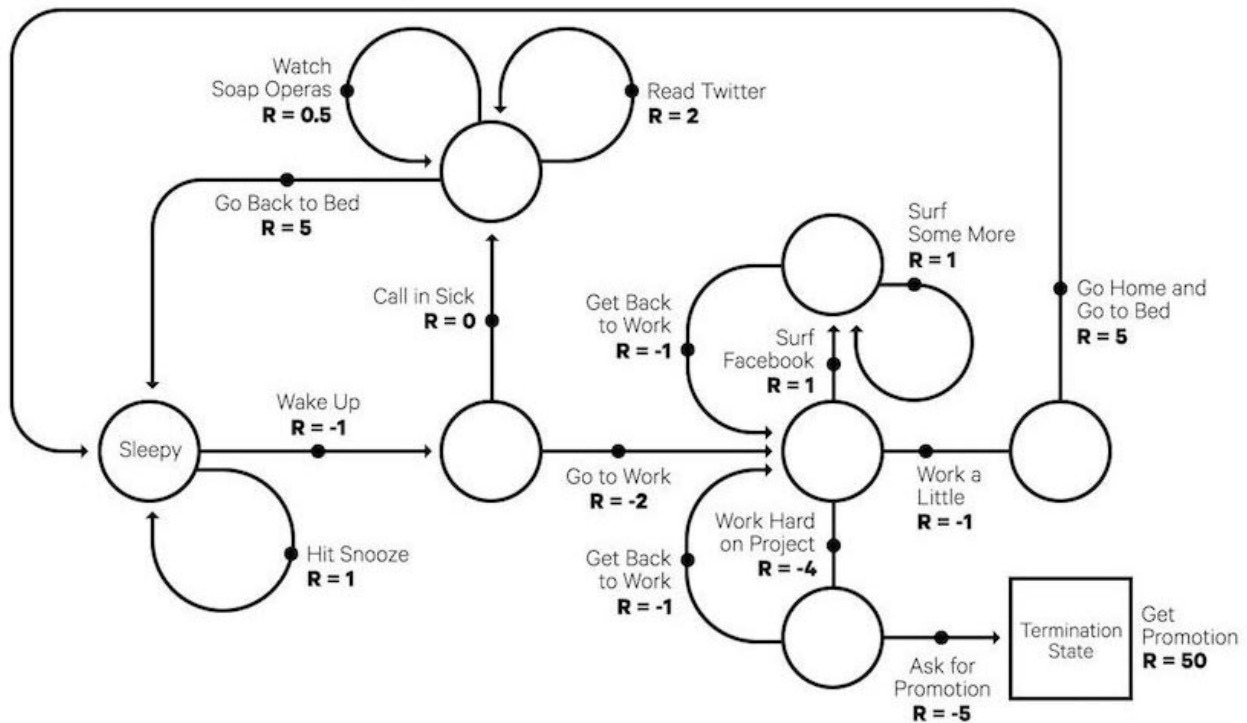 Watch
Soap Operas
R = 0.5
Read Twitter
R = 2
Go Back to Bed
R = 5
Surf
Some More
R = 1
Call in Sick
R = 0
Get Back
to Work
R = -1
Surf
Facebook
R = 1
Go Home and
Go to Bed
R = 5
Sleepy
Wake Up
R = -1
Go to Work
R = -2
Work a
Little
R = -1
Hit Snooze
R = 1
Work Hard
on Project
R = -4
Get Back
to Work
R = -1
Termination
State
Get
Promotion
R = 50
Ask for
Promotion
R = -5